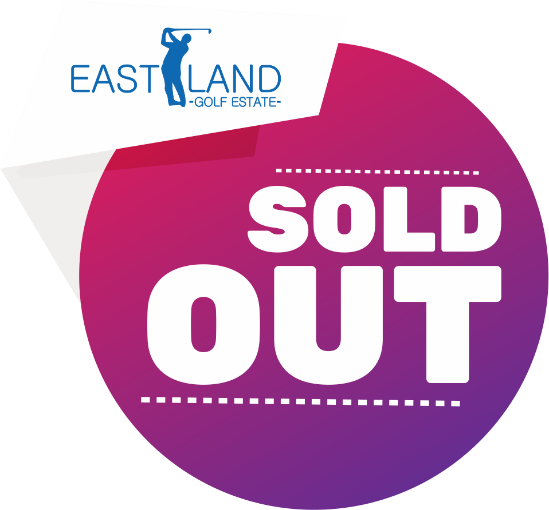 EASTLAND
-GOLF ESTATE-
SOLD
OUT